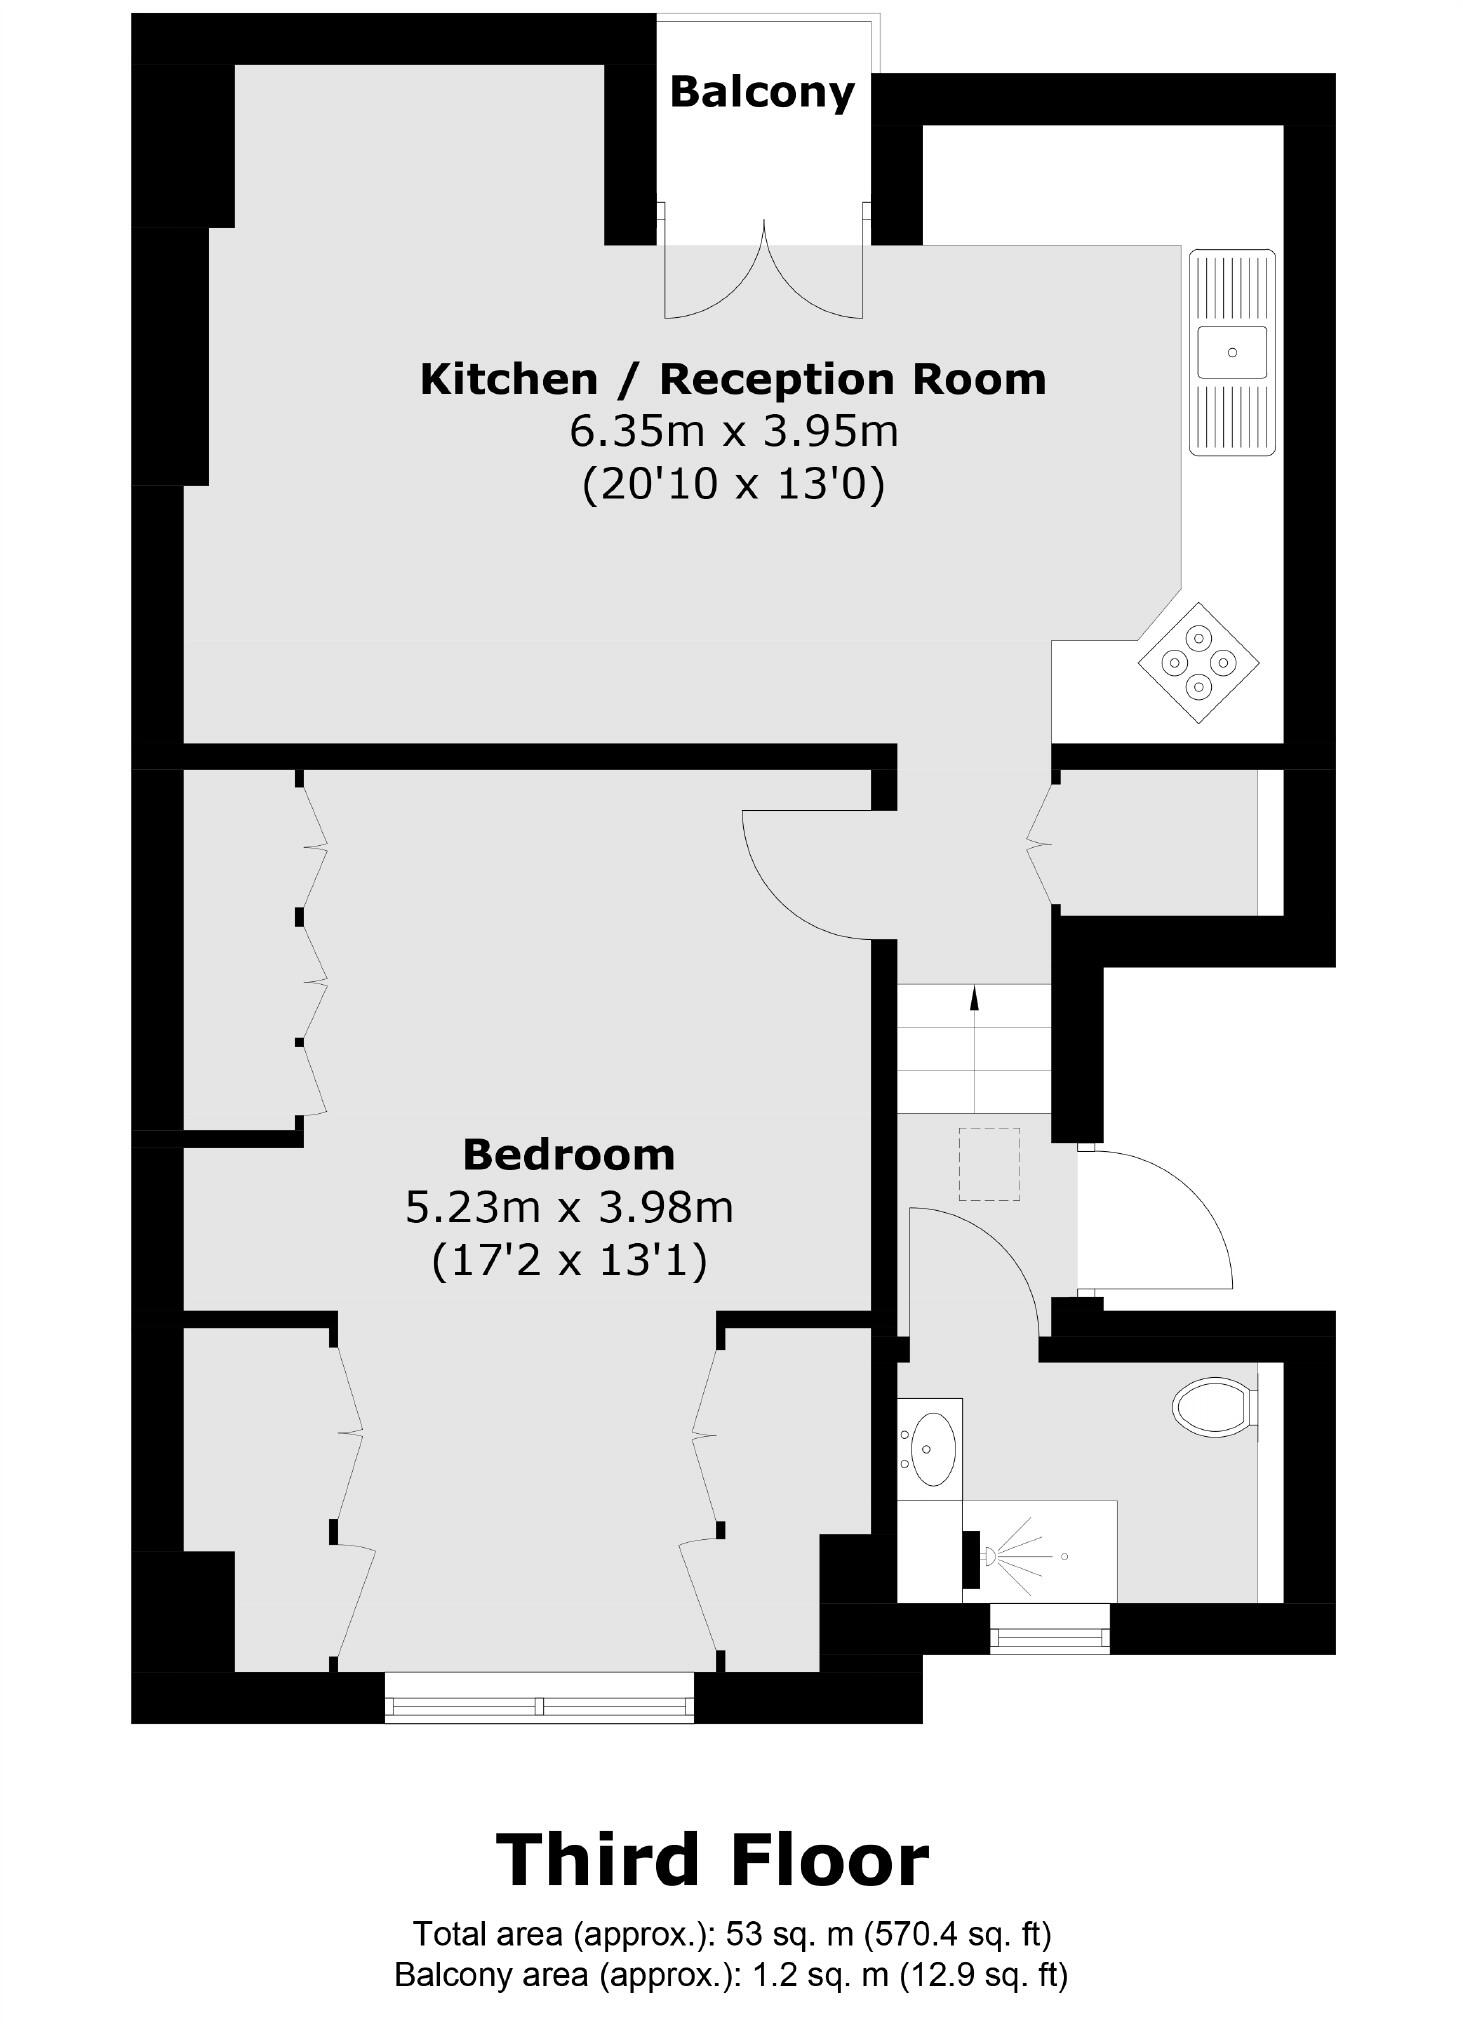 Balcony
Kitchen / Reception Room
6.35m x 3.95m
(20'10 x 13'0)
Bedroom
5.23m x 3.98m
(17'2 x 13'1)
Third Floor
Total area (approx.): 53 sq. m (570.4 sq. ft)
Balcony area (approx.): 1.2 sq. m (12.9 sq. ft)